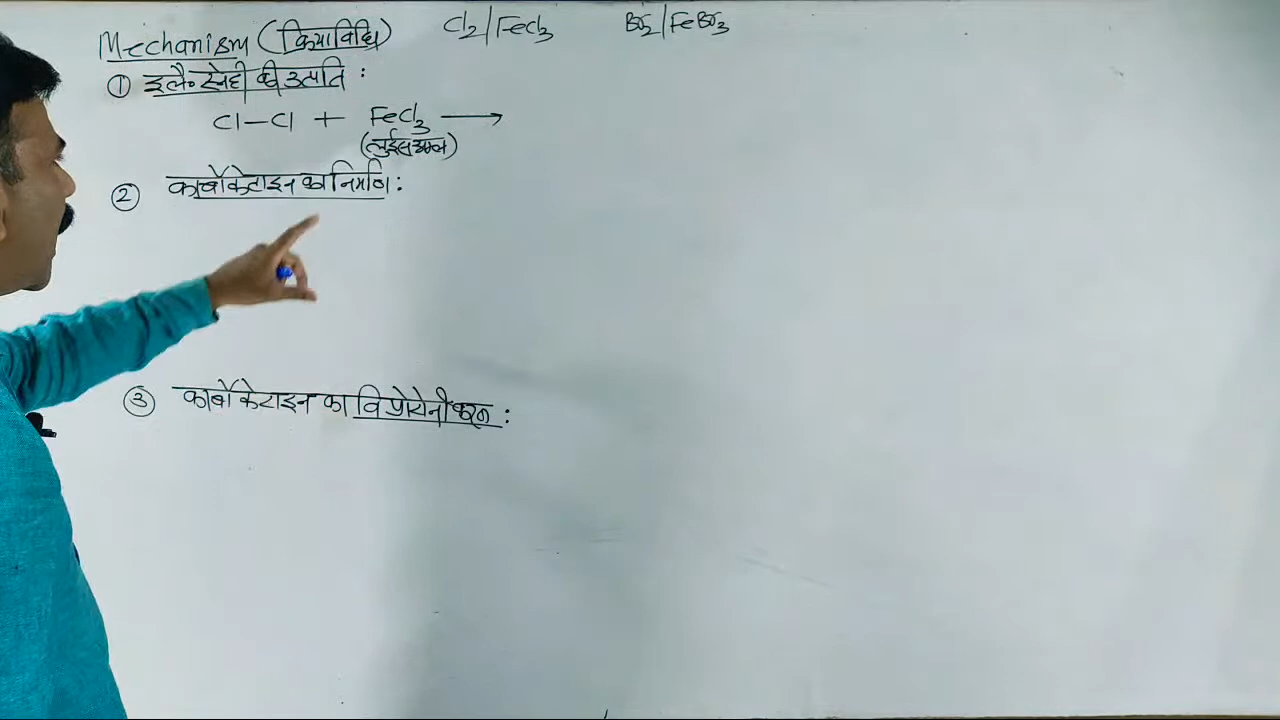 Mechanism (क्रियाविधि) Cl2/FeCl3 Br2/FeBr3
① इलै॰ स्नेही की उत्पति :
Cl—Cl + FeCl3 ⟶
(लुईस अम्ल)
② कार्बोकेटाइन का निर्माण :
③ कार्बोकेटाइन का विप्रोटोनीकरण :